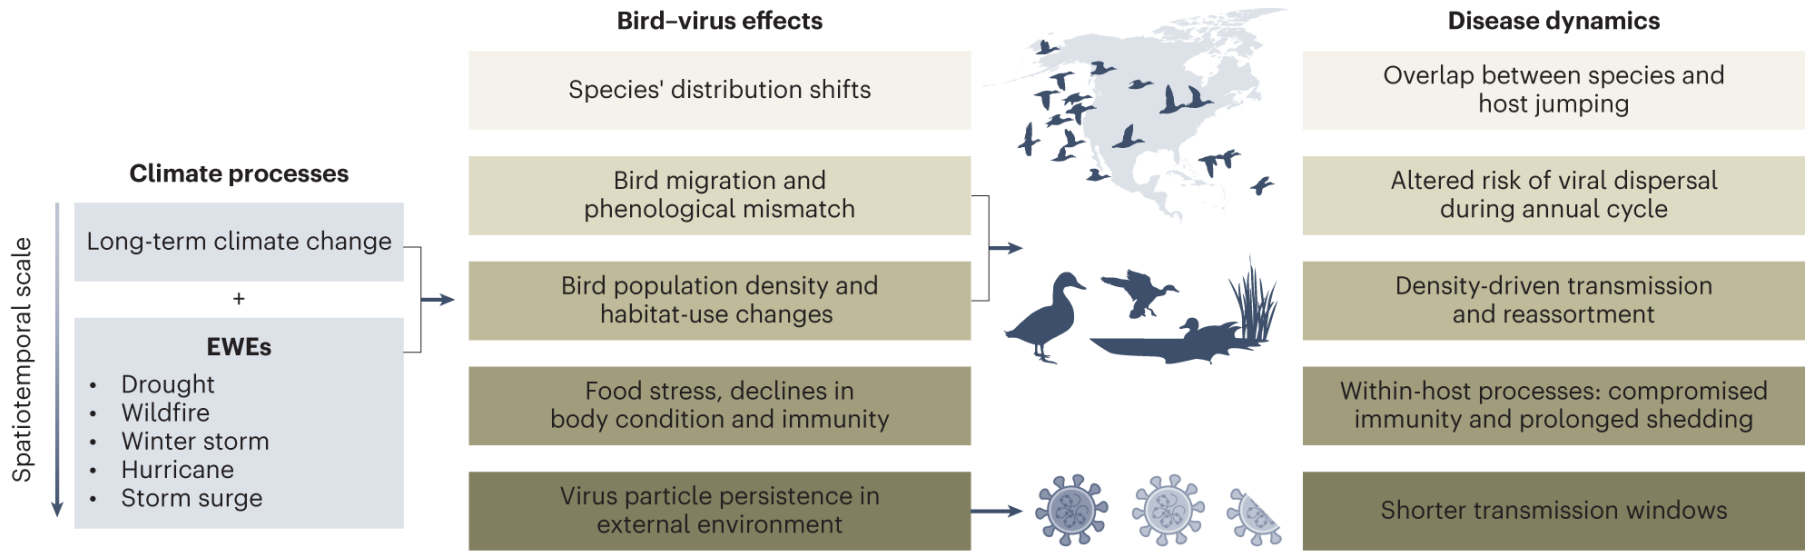 Bird–virus effects
Disease dynamics
Species' distribution shifts
Overlap between species and
host jumping
Climate processes
Bird migration and
phenological mismatch
Altered risk of viral dispersal
during annual cycle
Spatiotemporal scale
Long-term climate change
+
EWEs
• Drought
• Wildfire
• Winter storm
• Hurricane
• Storm surge
Bird population density and
habitat-use changes
Density-driven transmission
and reassortment
Food stress, declines in
body condition and immunity
Within-host processes: compromised
immunity and prolonged shedding
Virus particle persistence in
external environment
Shorter transmission windows